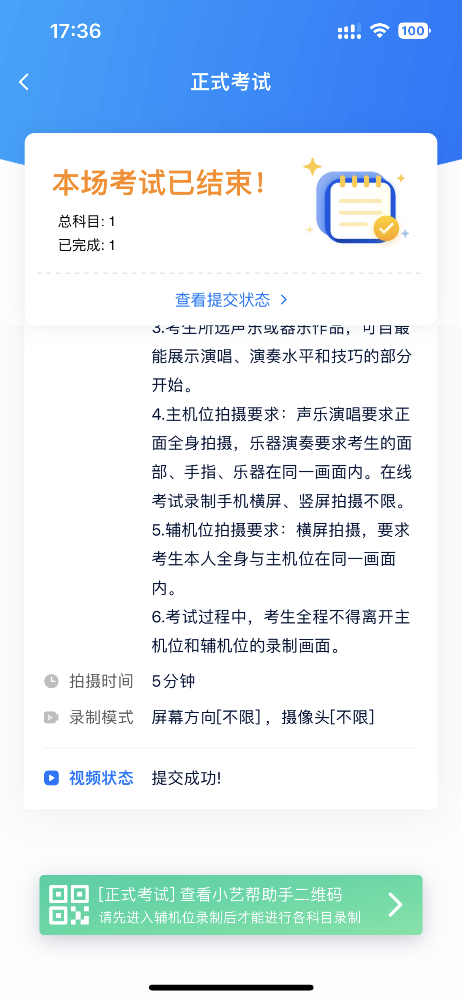 17:36
100
正式考试
本场考试已结束！
总科目: 1
已完成: 1
查看提交状态
3.考生所选声乐或器乐作品，可自最
能展示演唱、演奏水平和技巧的部分
开始。
4.主机位拍摄要求：声乐演唱要求正
面全身拍摄，乐器演奏要求考生的面
部、手指、乐器在同一画面内。在线
考试录制手机横屏、竖屏拍摄不限。
5.辅机位拍摄要求：横屏拍摄，要求
考生本人全身与主机位在同一画面
内。
6.考试过程中，考生全程不得离开主
机位和辅机位的录制画面。
拍摄时间 5分钟
录制模式 屏幕方向[不限]，摄像头[不限]
视频状态 提交成功!
[正式考试] 查看小艺帮助手二维码
请先进入辅机位录制后才能进行各科目录制